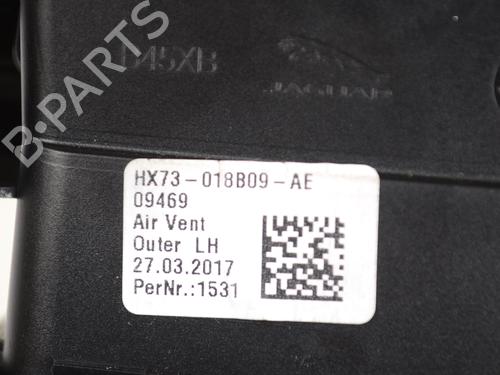 JAGUAR
HX73-018B09-AE
09469
Air Vent
Outer LH
27.03.2017
PerNr.:1531
B-PARTS